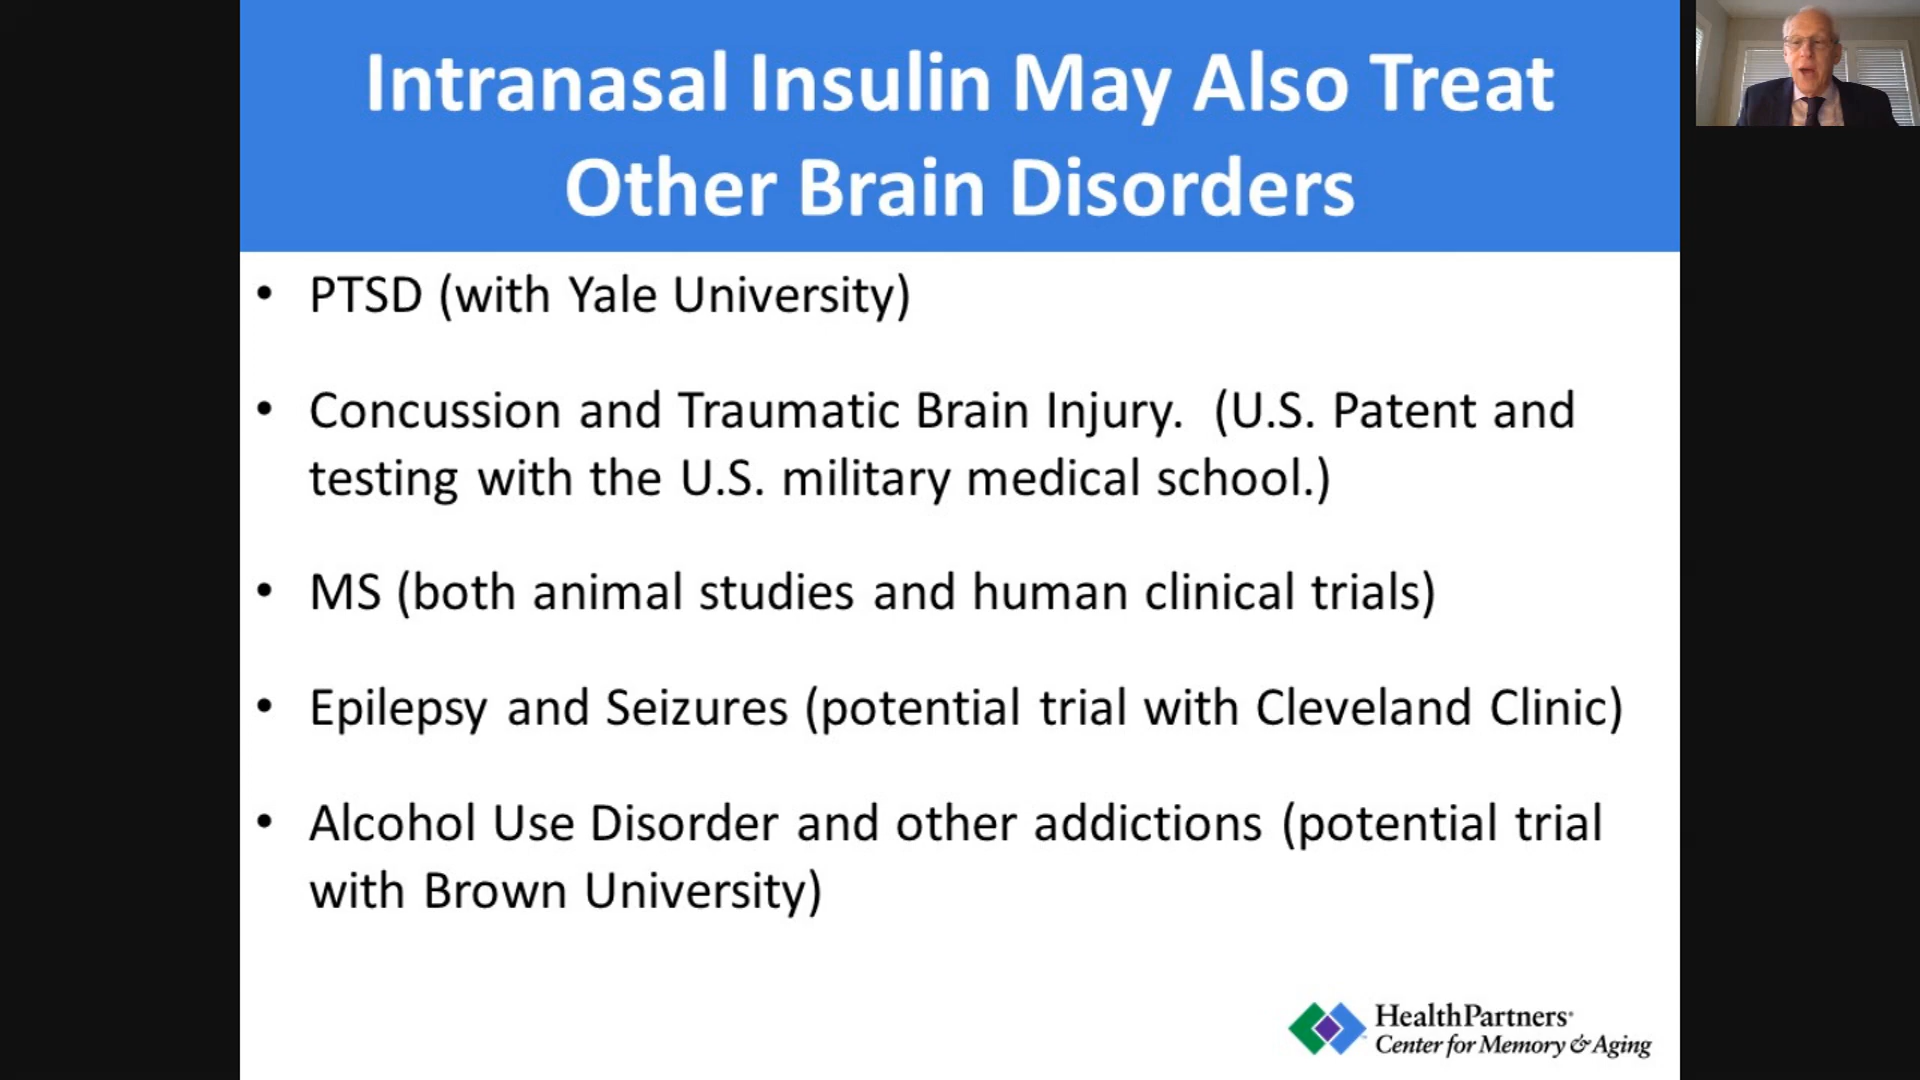 Intranasal Insulin May Also Treat
Other Brain Disorders
• PTSD (with Yale University)
• Concussion and Traumatic Brain Injury.  (U.S. Patent and
testing with the U.S. military medical school.)
• MS (both animal studies and human clinical trials)
• Epilepsy and Seizures (potential trial with Cleveland Clinic)
• Alcohol Use Disorder and other addictions (potential trial
with Brown University)
HealthPartners®
Center for Memory & Aging